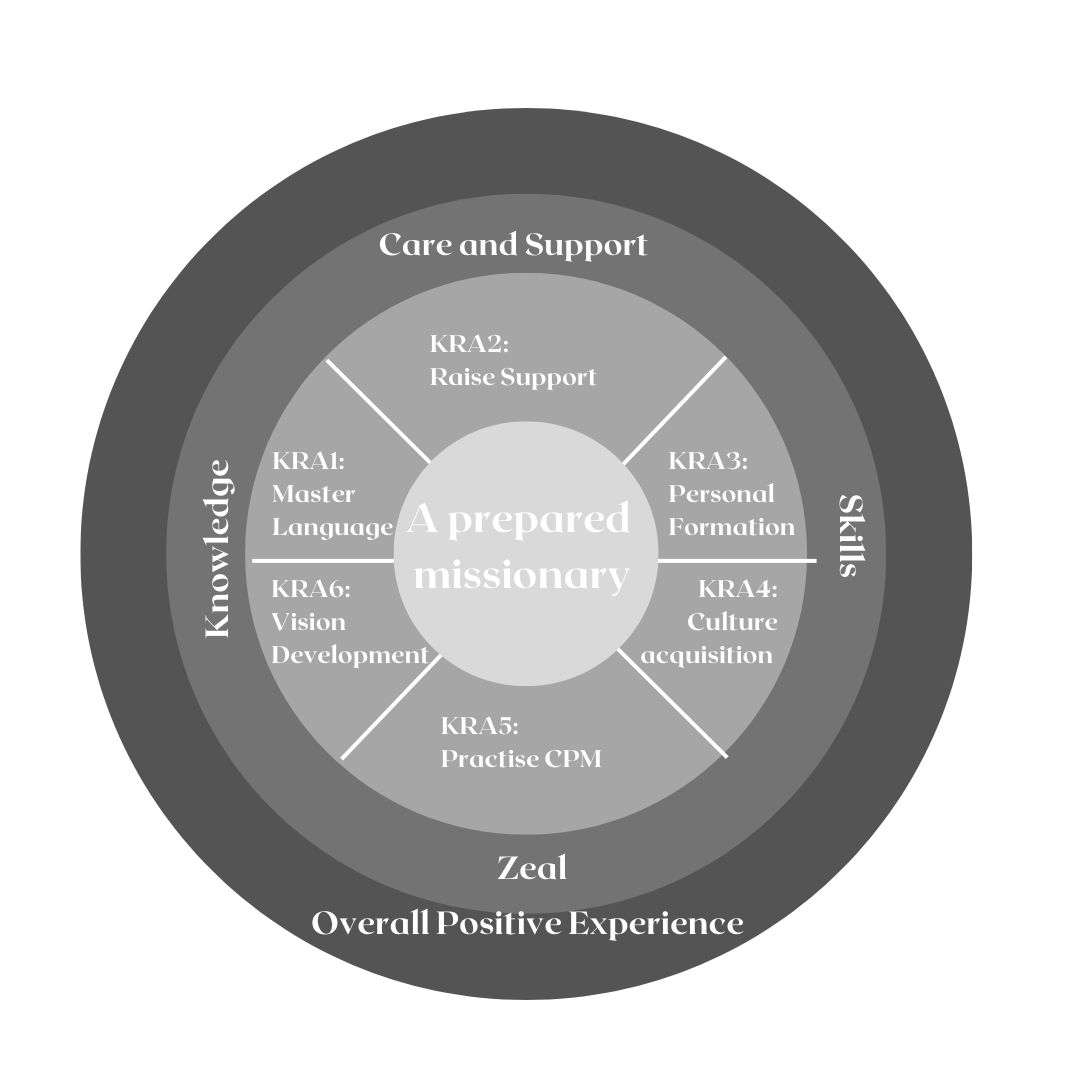 Care and Support
KRA2:
Raise Support
KRA1:
Master
Language
KRA3:
Personal
Formation
Knowledge
A prepared
missionary
Skills
KRA6:
Vision
Development
KRA4:
Culture
acquisition
KRA5:
Practise CPM
Zeal
Overall Positive Experience